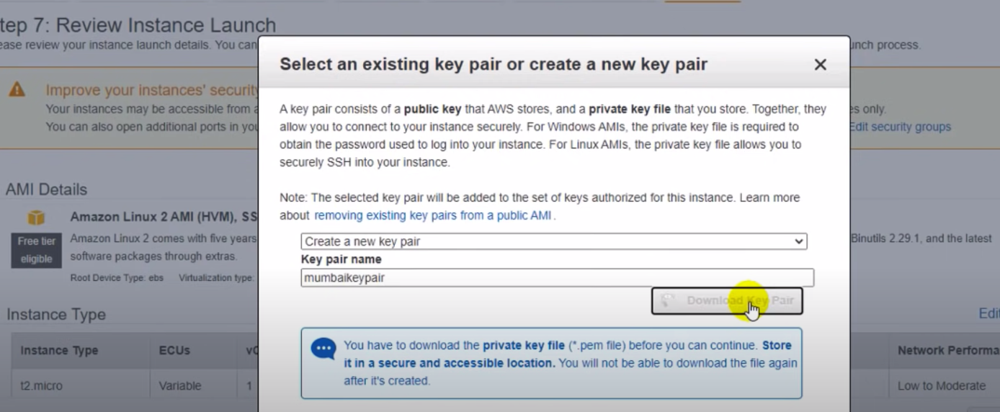 tep 7: Review Instance Launch
ease review your instance launch details. You can
unch process.
Select an existing key pair or create a new key pair
Improve your instances' security
Your instances may be accessible from a
es only.
You can also open additional ports in you
Edit security groups
A key pair consists of a public key that AWS stores, and a private key file that you store. Together, they
allow you to connect to your instance securely. For Windows AMIs, the private key file is required to
obtain the password used to log into your instance. For Linux AMIs, the private key file allows you to
securely SSH into your instance.
Note: The selected key pair will be added to the set of keys authorized for this instance. Learn more
about removing existing key pairs from a public AMI .
AMI Details
Amazon Linux 2 AMI (HVM), SS
Free tier
eligible
Amazon Linux 2 comes with five years
Binutils 2.29.1, and the latest
software packages through extras.
Root Device Type: ebs Virtualization type:
Create a new key pair
Key pair name
mumbaikeypair
Download Key Pair
You have to download the private key file (*.pem file) before you can continue. Store
it in a secure and accessible location. You will not be able to download the file again
after it's created.
Instance Type
Edit
Instance Type ECUs vC
Network Performa
t2.micro Variable 1
Low to Moderate